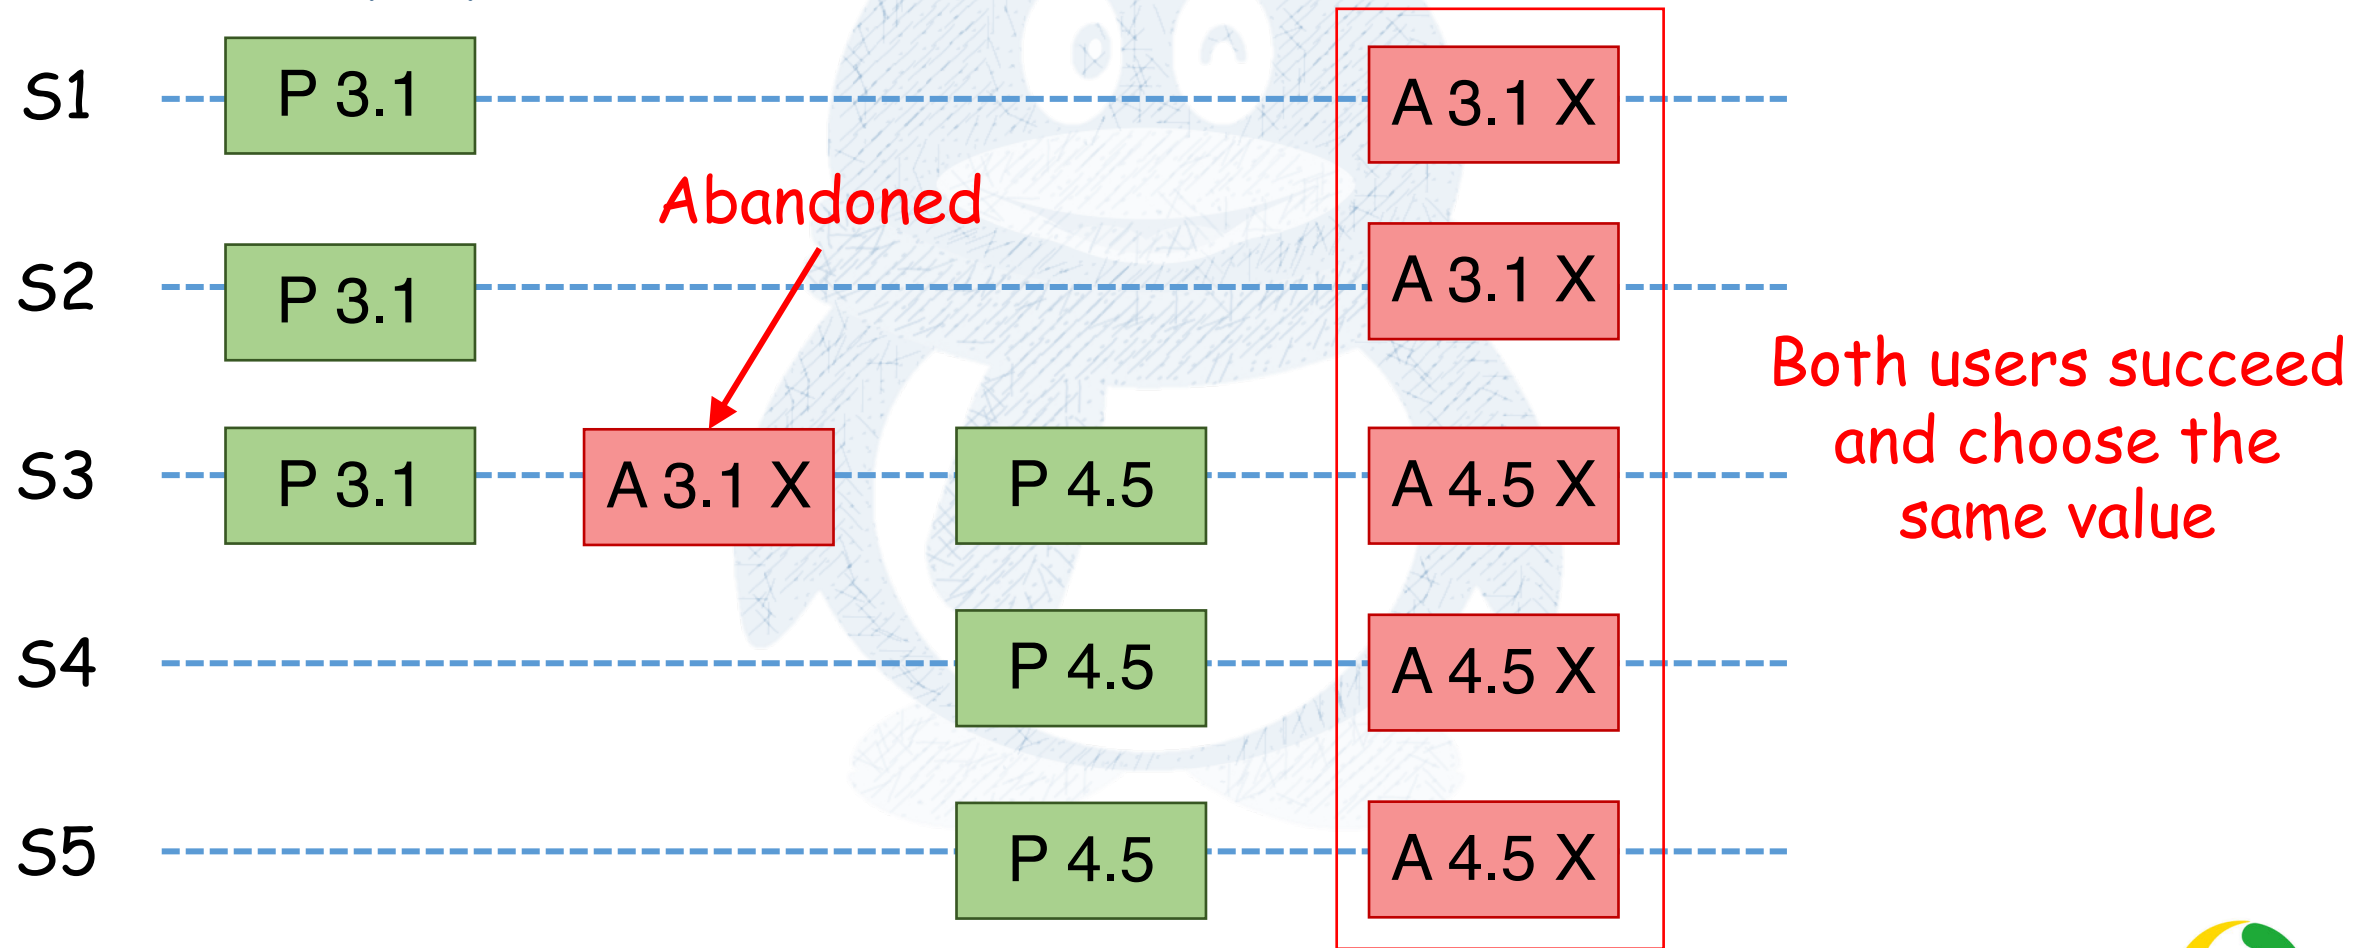 S1
P 3.1
A 3.1 X
Abandoned
S2
P 3.1
A 3.1 X
Both users succeed
and choose the
same value
S3
P 3.1
A 3.1 X
P 4.5
A 4.5 X
S4
P 4.5
A 4.5 X
S5
P 4.5
A 4.5 X